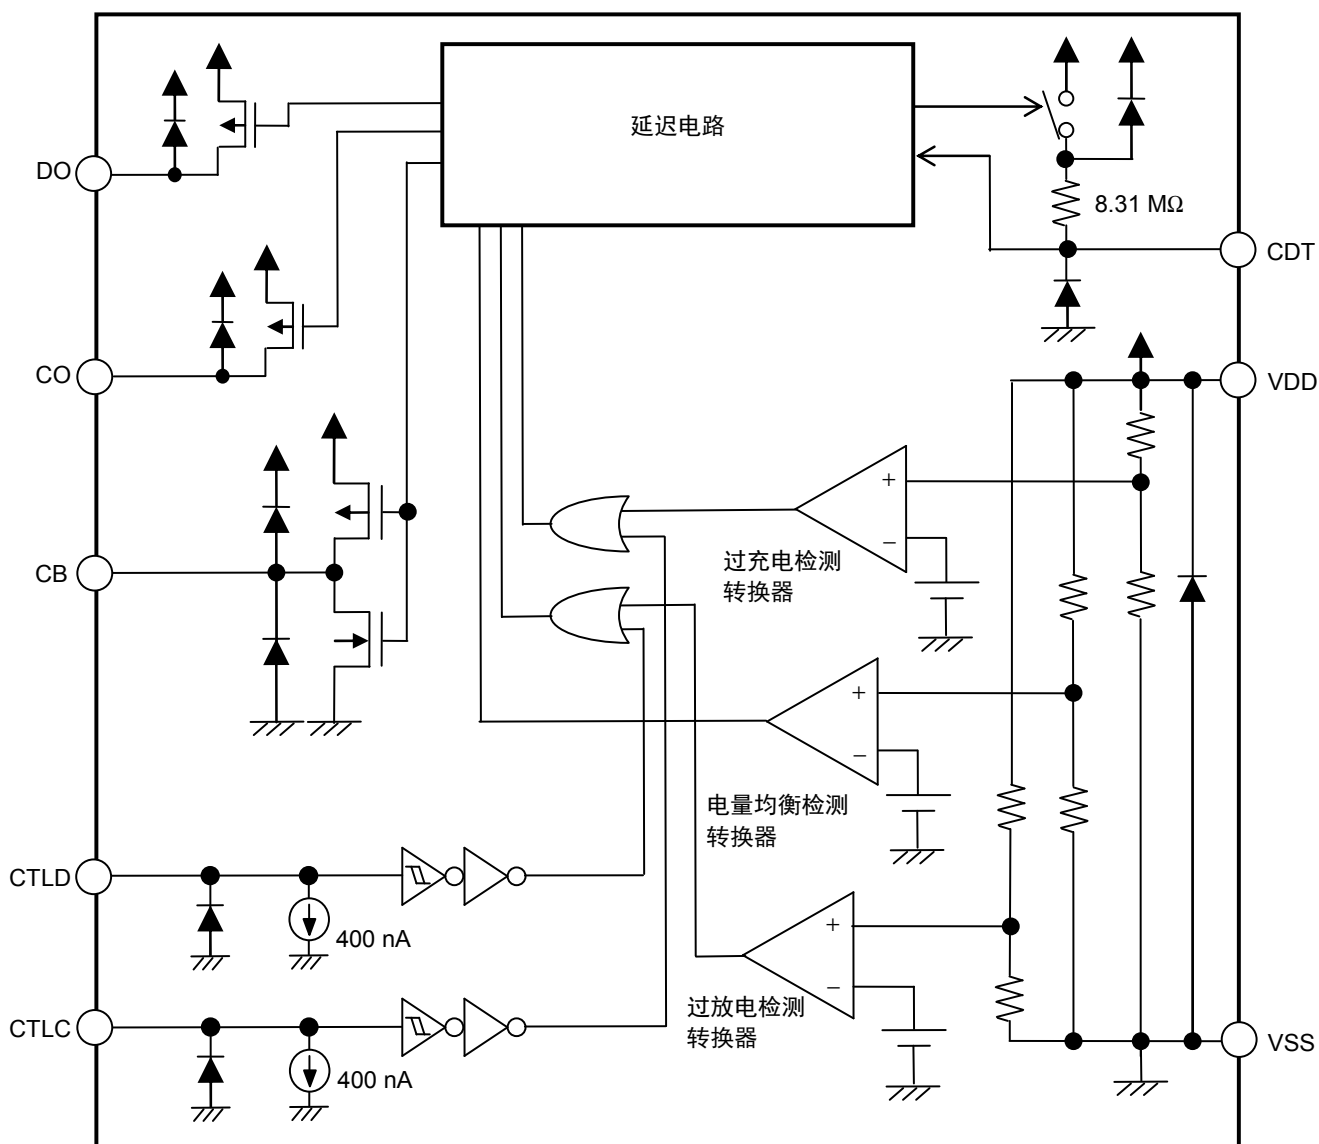 延迟电路
DO
8.31 MΩ
CDT
CO
VDD
+
−
过充电检测
转换器
CB
+
−
电量均衡检测
转换器
CTLD
400 nA
+
−
过放电检测
转换器
CTLC
400 nA
VSS